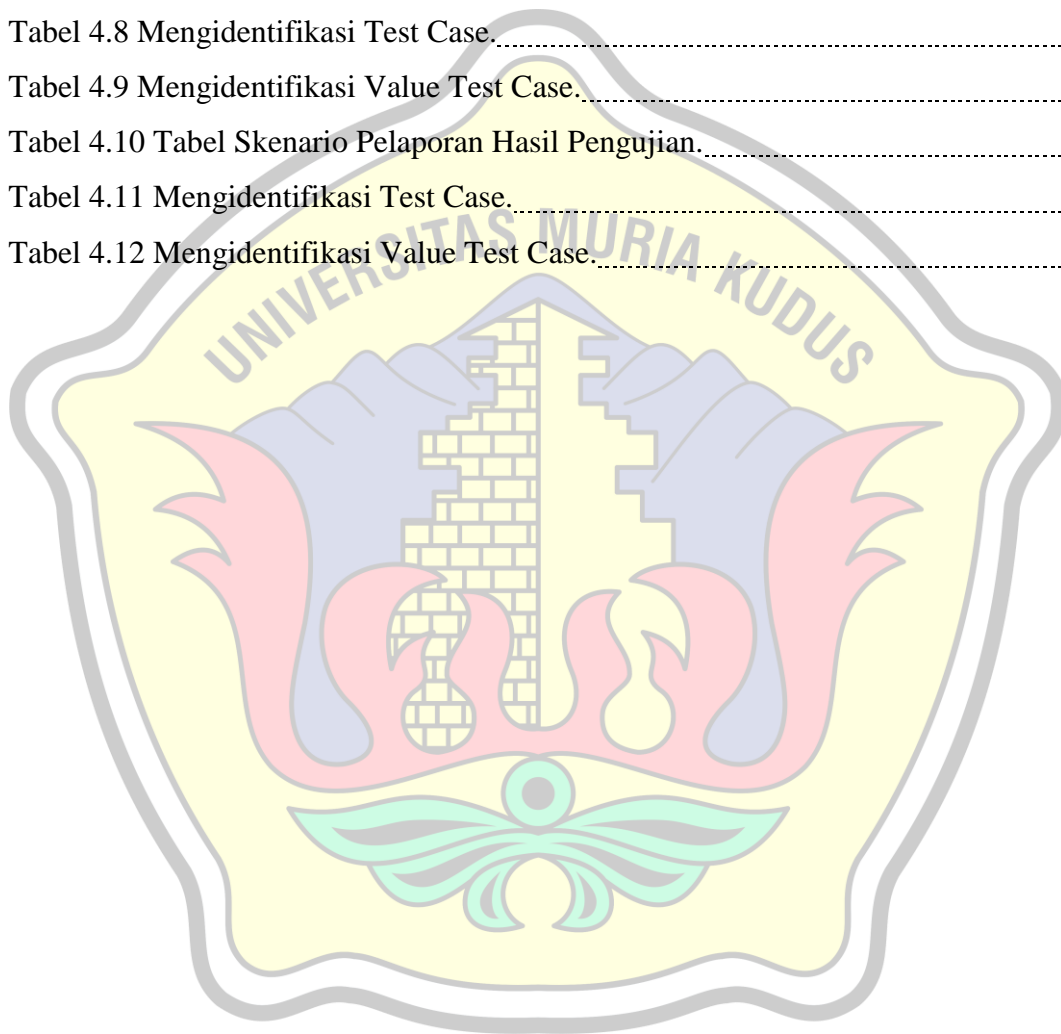 Tabel 4.8 Mengidentifikasi Test Case.
Tabel 4.9 Mengidentifikasi Value Test Case.
Tabel 4.10 Tabel Skenario Pelaporan Hasil Pengujian.
Tabel 4.11 Mengidentifikasi Test Case.
Tabel 4.12 Mengidentifikasi Value Test Case.
UNIVERSITAS MURIA KUDUS